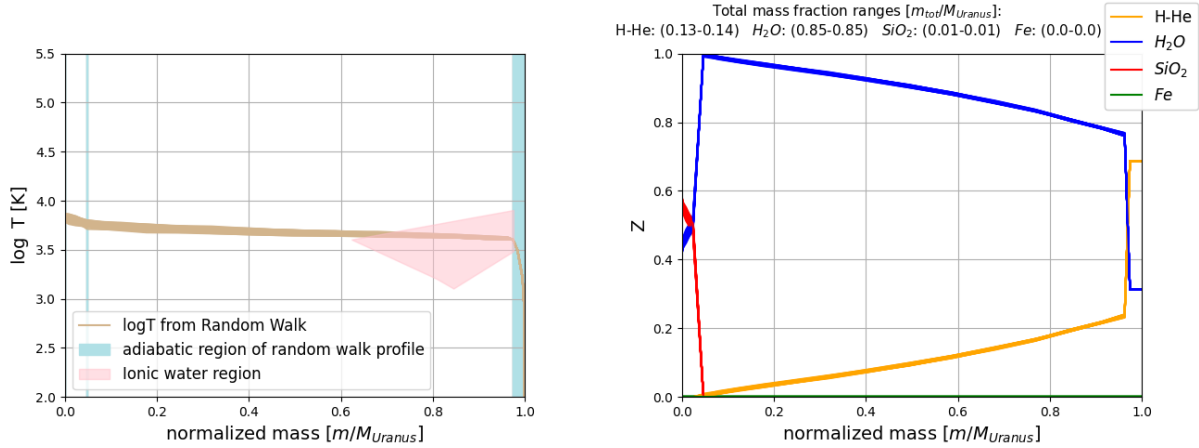 5.5
5.0
4.5
4.0
3.5
3.0
2.5
2.0
log T [K]
logT from Random Walk
adiabatic region of random walk profile
Ionic water region
0.0 0.2 0.4 0.6 0.8 1.0
normalized mass [m/M_Uranus]
Total mass fraction ranges [m_tot/M_Uranus]:
H-He: (0.13-0.14) H₂O: (0.85-0.85) SiO₂: (0.01-0.01) Fe: (0.0-0.0)
H-He
H₂O
SiO₂
Fe
1.0
0.8
0.6
0.4
0.2
0.0
Z
0.0 0.2 0.4 0.6 0.8 1.0
normalized mass [m/M_Uranus]